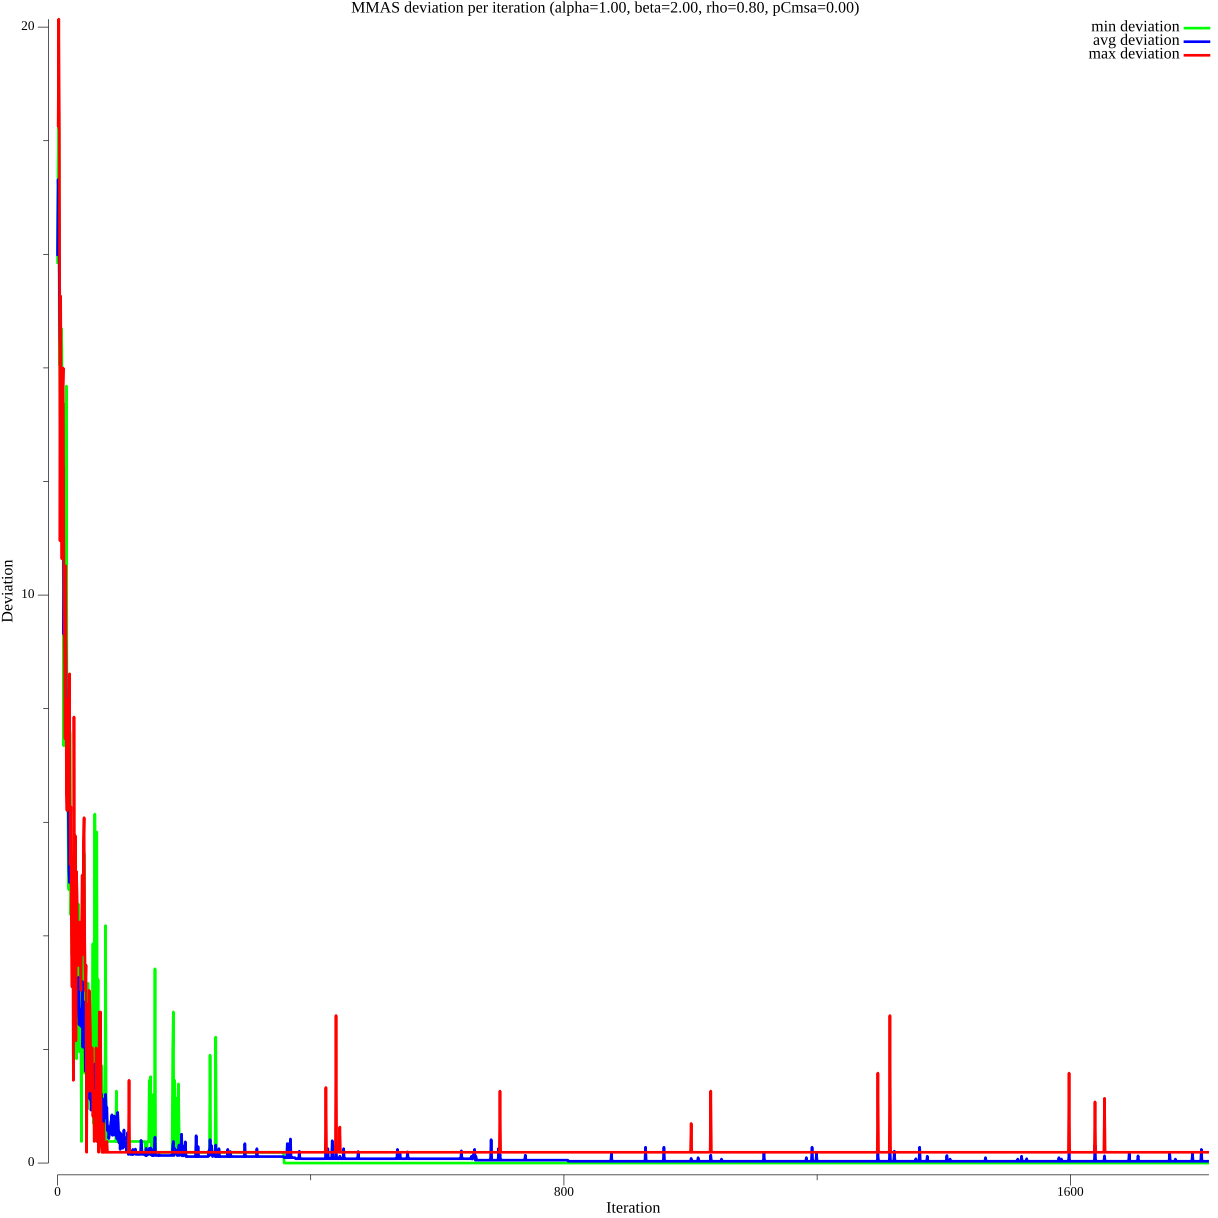 MMAS deviation per iteration (alpha=1.00, beta=2.00, rho=0.80, pCmsa=0.00)
min deviation
avg deviation
max deviation
20
10
0
Deviation
0 800 1600
Iteration